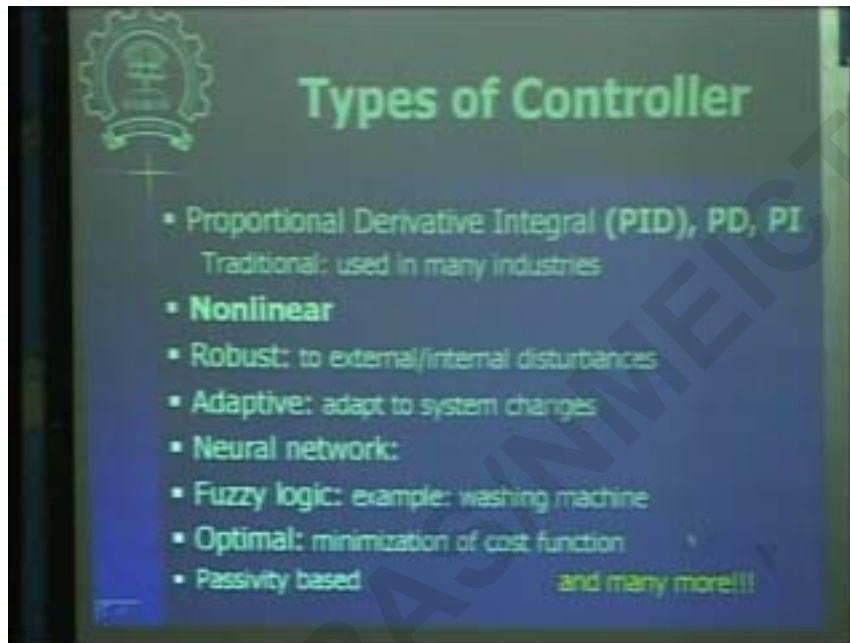 Types of Controller
▪ Proportional Derivative Integral (PID), PD, PI
Traditional: used in many industries
▪ Nonlinear
▪ Robust: to external/internal disturbances
▪ Adaptive: adapt to system changes
▪ Neural network:
▪ Fuzzy logic: example: washing machine
▪ Optimal: minimization of cost function
▪ Passivity based and many more!!!
PAS/NMEICT